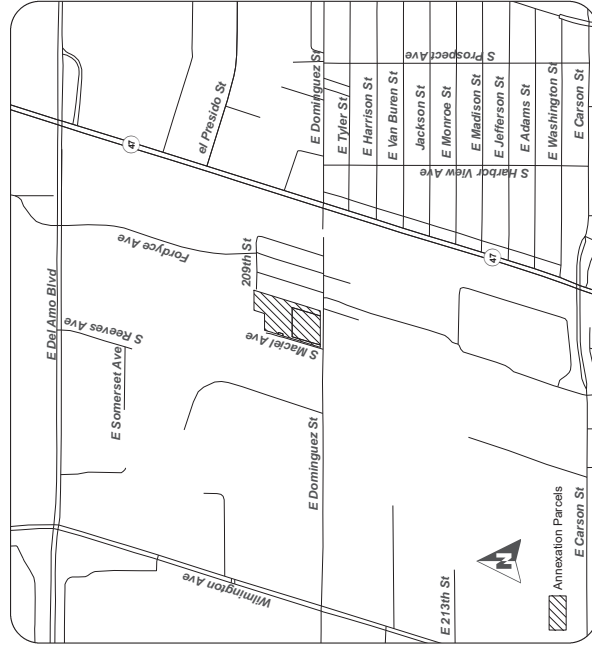 E Del Amo Blvd
S Reeves Ave
E Somerset Ave
Fordyce Ave
47
el Presido St
209th St
S Maciel Ave
E Dominguez St
E Dominguez St
Wilmington Ave
E Tyler St
E Harrison St
E Van Buren St
Jackson St
E Monroe St
E Madison St
E Jefferson St
E Adams St
E Washington St
E Carson St
S Prospect Ave
S Harbor View Ave
47
E 213th St
N
Annexation Parcels
E Carson St